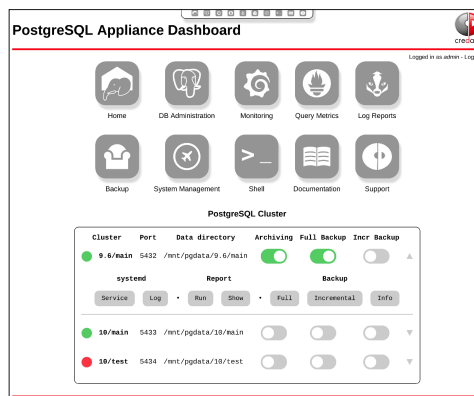 PostgreSQL Appliance Dashboard
Logged in as admin - Log
Home
DB Administration
Monitoring
Query Metrics
Log Reports
> _
Backup
System Management
Shell
Documentation
Support
PostgreSQL Cluster
Cluster Port Data directory Archiving Full Backup Incr Backup
9.6/main 5432 /mnt/pgdata/9.6/main
systemd Report Backup
Service Log • Run Show • Full Incremental Info
10/main 5433 /mnt/pgdata/10/main
10/test 5434 /mnt/pgdata/10/test